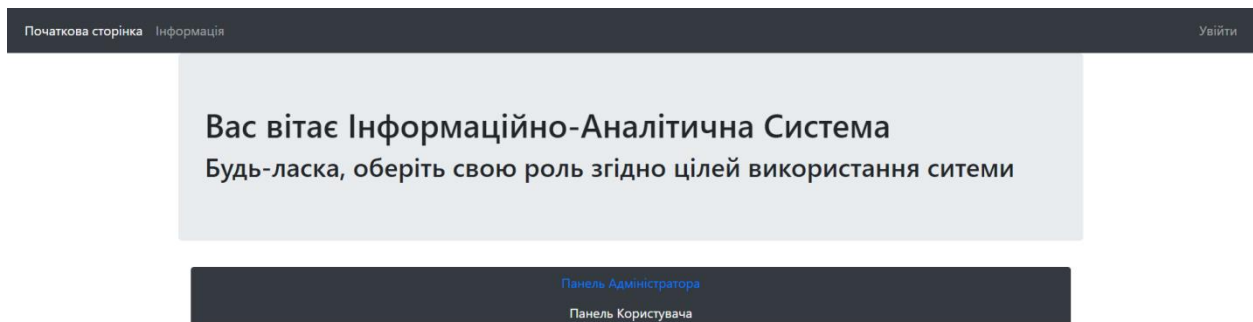 Початкова сторінка Інформація Увійти
Вас вітає Інформаційно-Аналітична Система
Будь-ласка, оберіть свою роль згідно цілей використання ситеми
Панель Адміністратора
Панель Користувача